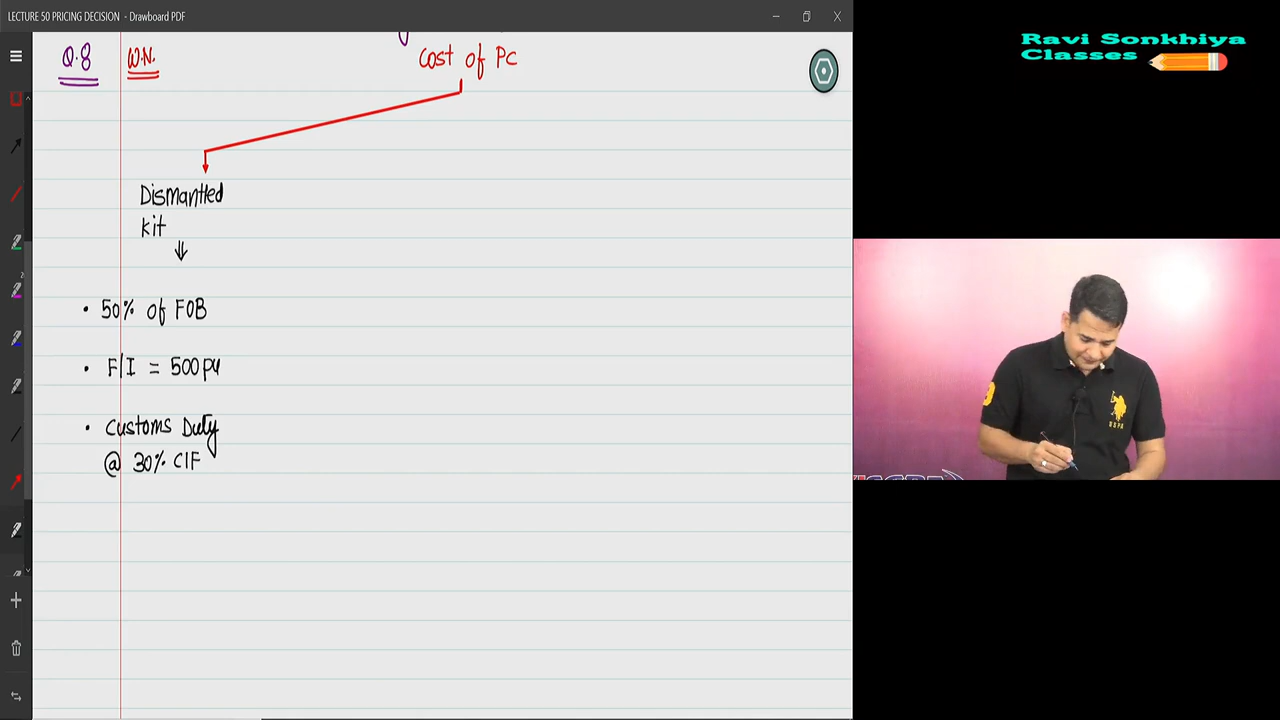 LECTURE 50 PRICING DECISION - Drawboard PDF
Ravi Sonkhiya
Classes
Q.8
W.N.
Cost of PC
Dismantled
kit
• 50% of FOB
• F/I = 500 pu
• Customs Duty
@ 30% CIF
USPA